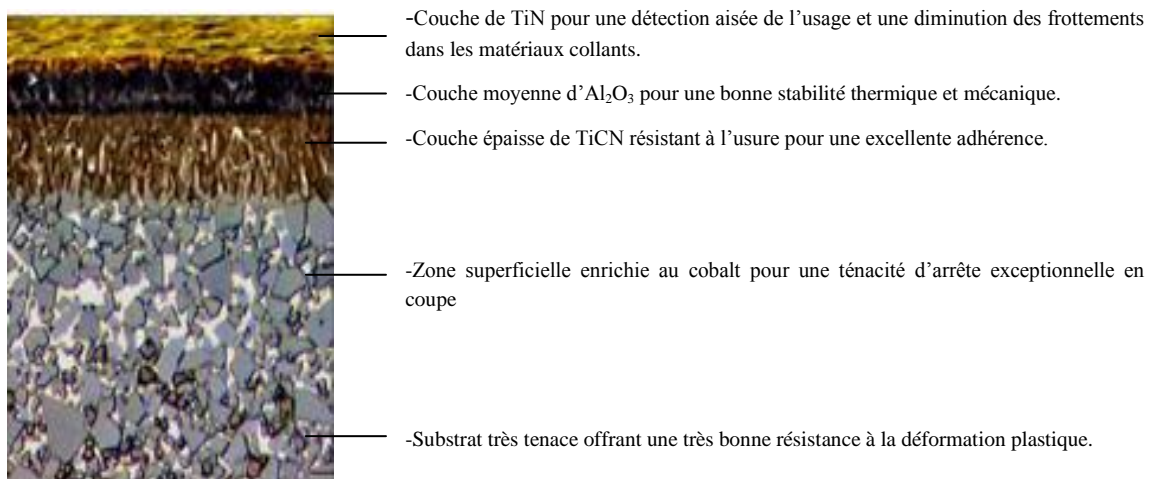 -Couche de TiN pour une détection aisée de l’usage et une diminution des frottements
dans les matériaux collants.
-Couche moyenne d’Al₂O₃ pour une bonne stabilité thermique et mécanique.
-Couche épaisse de TiCN résistant à l’usure pour une excellente adhérence.
-Zone superficielle enrichie au cobalt pour une ténacité d’arrête exceptionnelle en
coupe
-Substrat très tenace offrant une très bonne résistance à la déformation plastique.